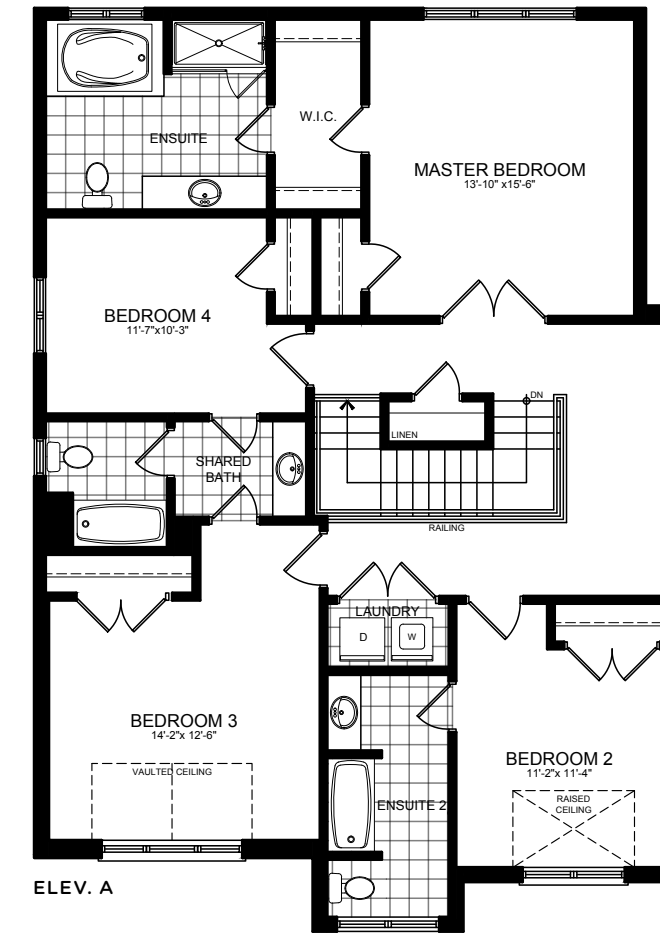 ENSUITE
W.I.C.
MASTER BEDROOM
13'-10" x15'-6"
BEDROOM 4
11'-7"x10'-3"
DN
LINEN
SHARED
BATH
RAILING
LAUNDRY
D
W
BEDROOM 3
14'-2"x 12'-6"
VAULTED CEILING
BEDROOM 2
11'-2"x 11'-4"
RAISED
CEILING
ENSUITE 2
ELEV. A